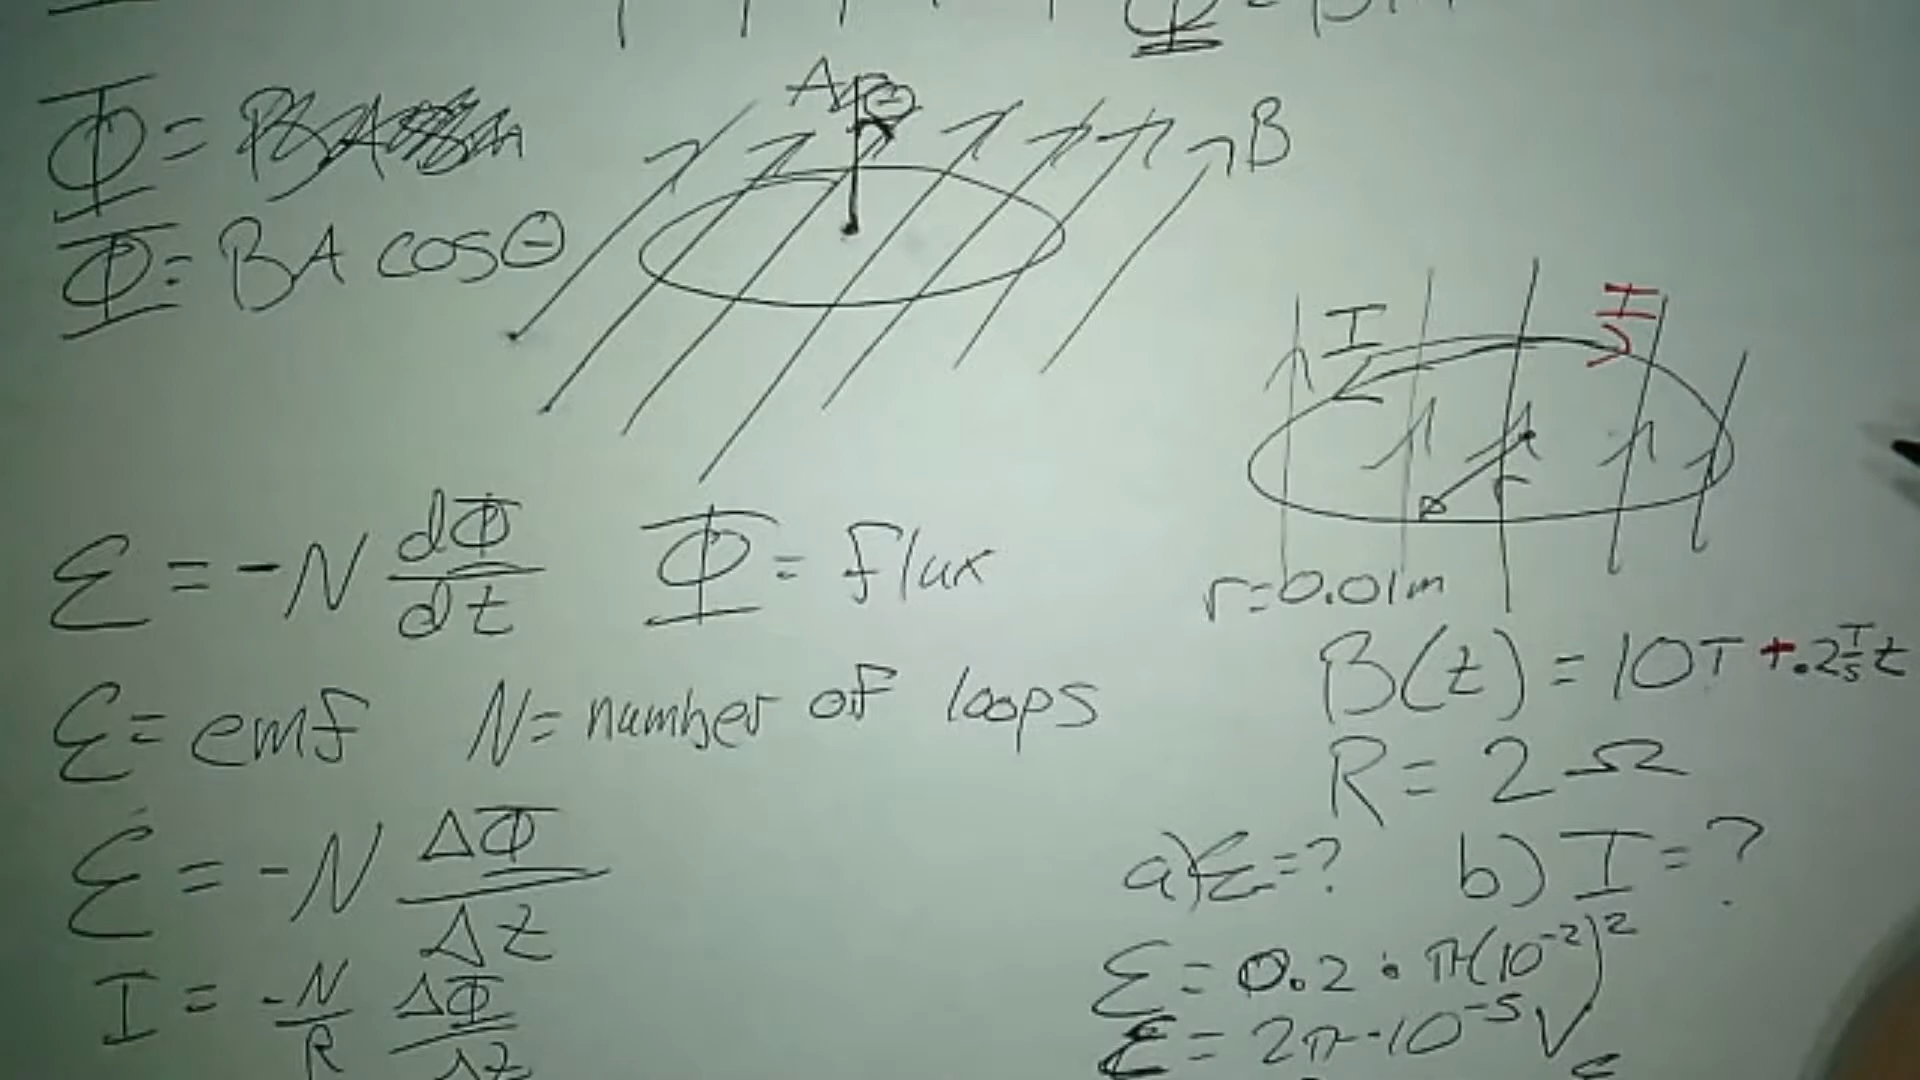 A Θ B
Φ = BA
Φ = BA cosΘ
I I
r
ℰ = -N dΦ/dt Φ = flux
r = 0.01m
B(t) = 10T + .2 T/s t
ℰ = emf N = number of loops
R = 2 Ω
ℰ = -N ΔΦ/Δt
a) ℰ = ? b) I = ?
ℰ = 0.2 · π(10⁻²)²
I = -N/R ΔΦ/Δt
ℰ = 2π · 10⁻⁵ V